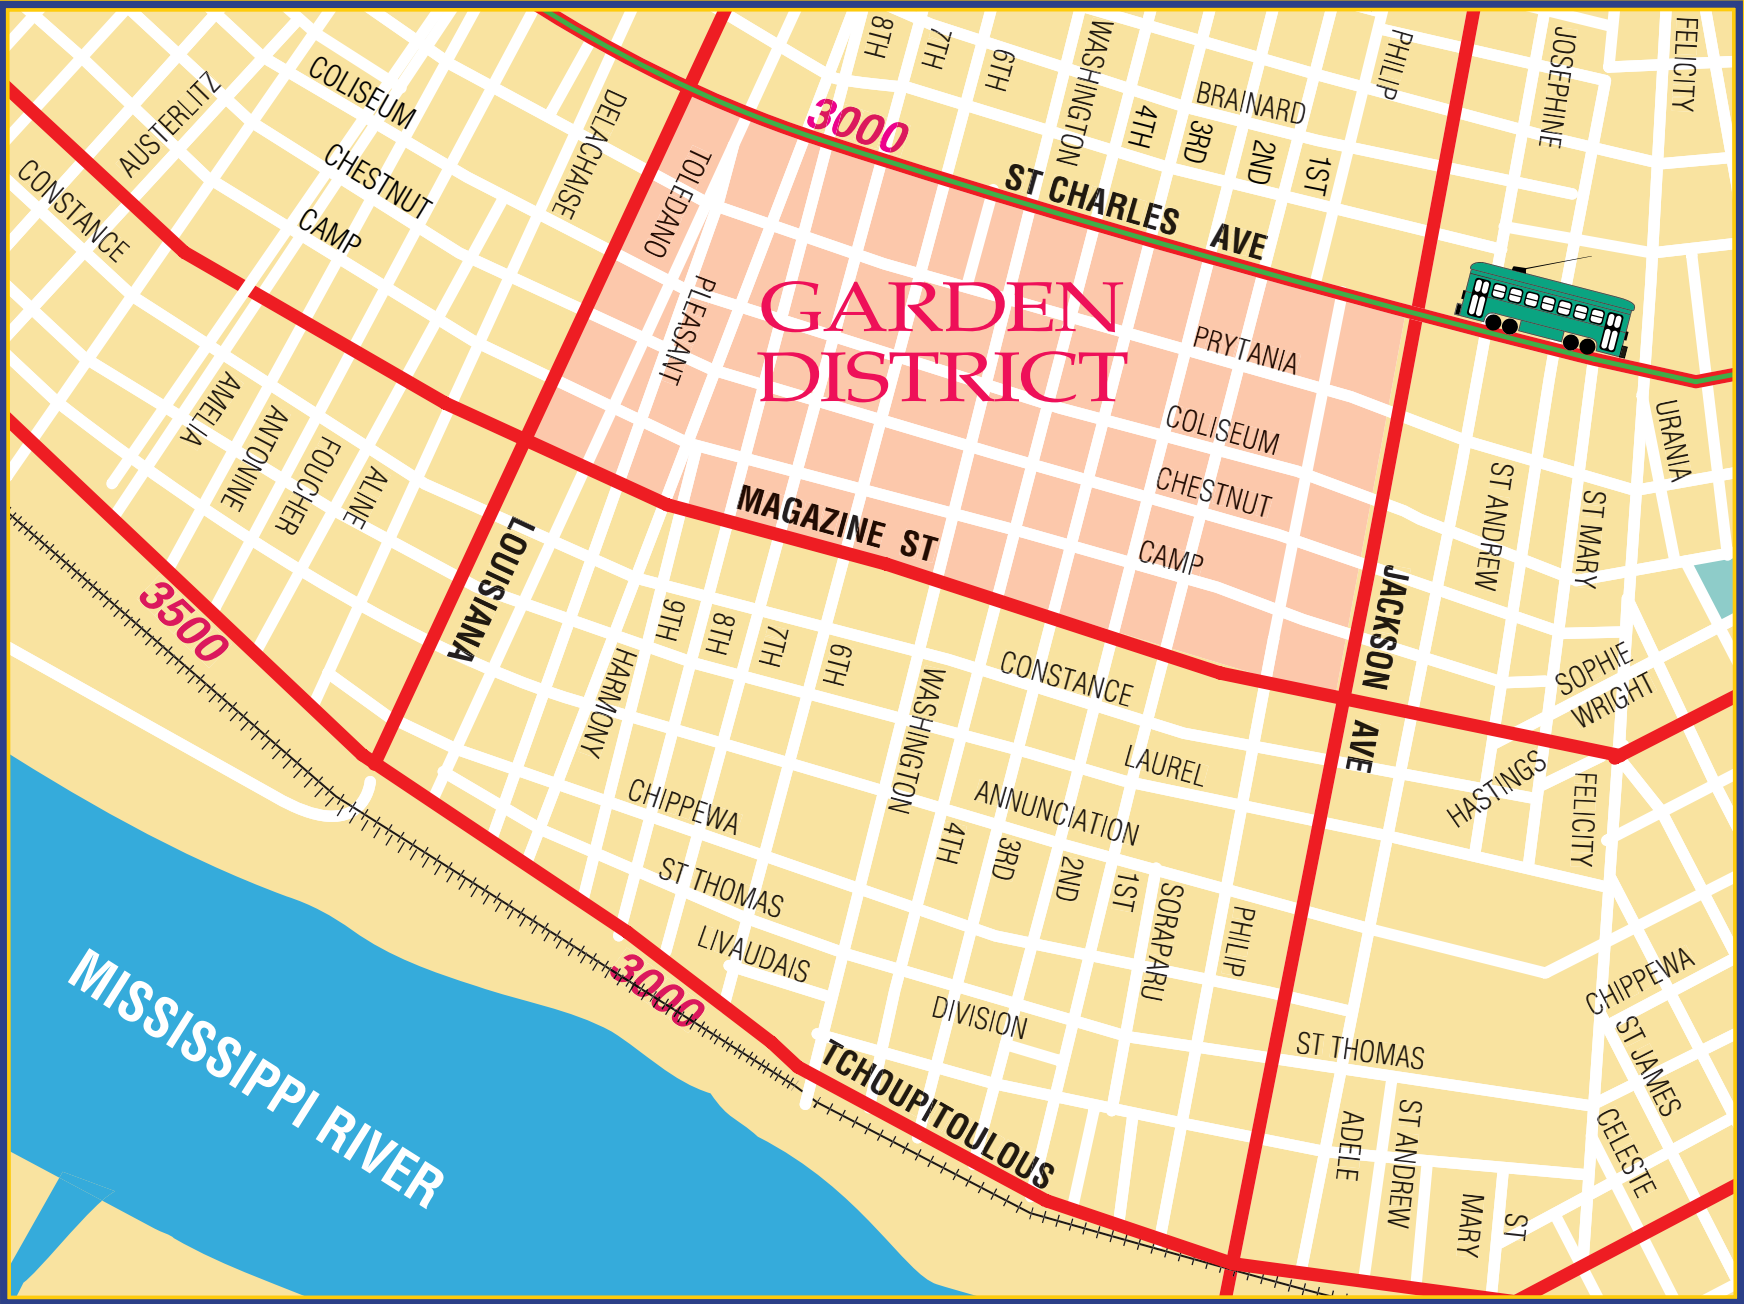 8TH
7TH
6TH
WASHINGTON
4TH
3RD
2ND
1ST
BRAINARD
PHILIP
JOSEPHINE
FELICITY
COLISEUM
AUSTERLITZ
CHESTNUT
CAMP
CONSTANCE
DELACHAISE
TOLEDANO
PLEASANT
3000
ST CHARLES AVE
GARDEN
DISTRICT
PRYTANIA
COLISEUM
CHESTNUT
CAMP
MAGAZINE ST
URANIA
ST ANDREW
ST MARY
AMELIA
ANTONINE
FOUCHER
ALINE
LOUISIANA
JACKSON AVE
3500
9TH
8TH
7TH
6TH
HARMONY
WASHINGTON
CONSTANCE
LAUREL
ANNUNCIATION
SOPHIE
WRIGHT
HASTINGS
FELICITY
CHIPPEWA
ST THOMAS
LIVAUDAIS
4TH
3RD
2ND
1ST
SORAPARU
PHILIP
3000
DIVISION
TCHOUPITOULOUS
ST THOMAS
CHIPPEWA
ST JAMES
CELESTE
ADELE
ST ANDREW
MARY ST
MISSISSIPPI RIVER